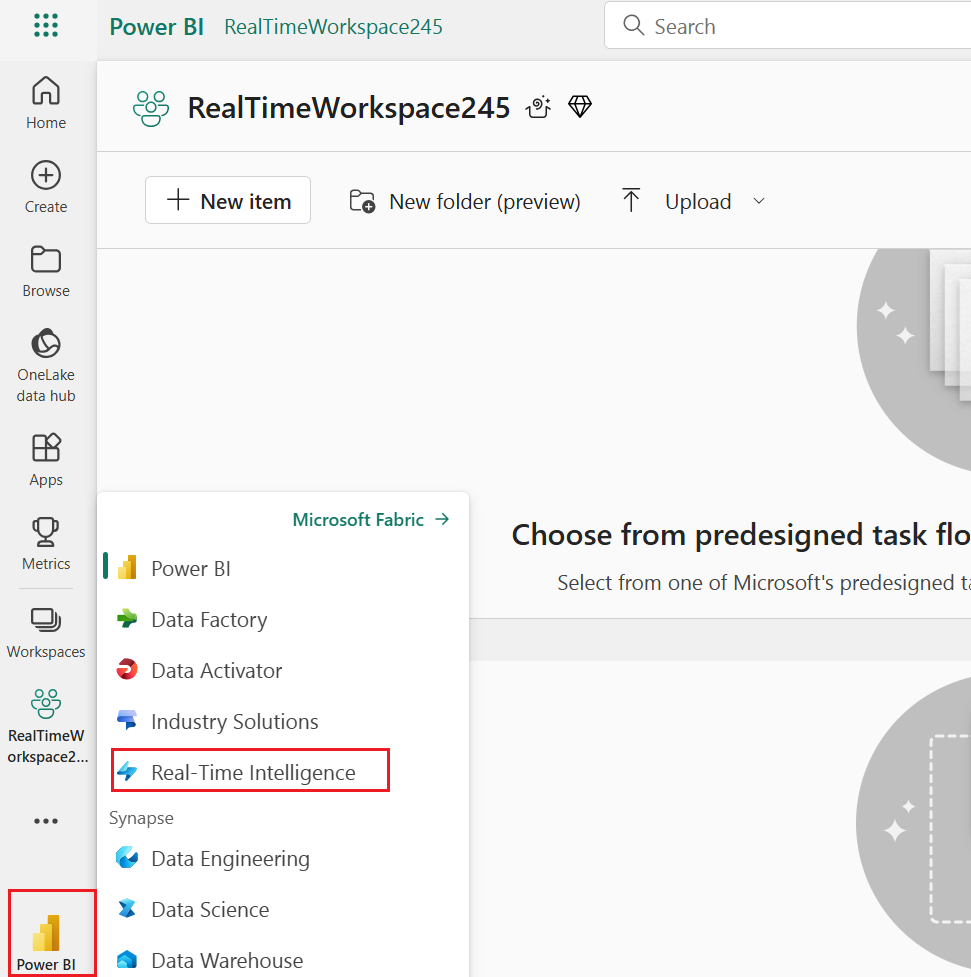 Power BI RealTimeWorkspace245
Search
Home
Create
Browse
OneLake
data hub
Apps
Metrics
Workspaces
RealTimeW
orkspace2...
Power BI
RealTimeWorkspace245
New item
New folder (preview)
Upload
Choose from predesigned task flo
Select from one of Microsoft's predesigned ta
Microsoft Fabric
Power BI
Data Factory
Data Activator
Industry Solutions
Real-Time Intelligence
Synapse
Data Engineering
Data Science
Data Warehouse